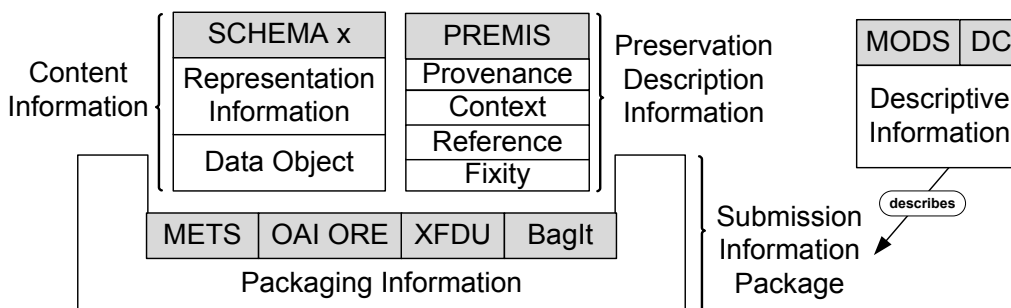 Content
Information
SCHEMA x
Representation
Information
Data Object
PREMIS
Provenance
Context
Reference
Fixity
Preservation
Description
Information
MODS DC
Descriptive
Information
describes
METS OAI ORE XFDU BagIt
Packaging Information
Submission
Information
Package